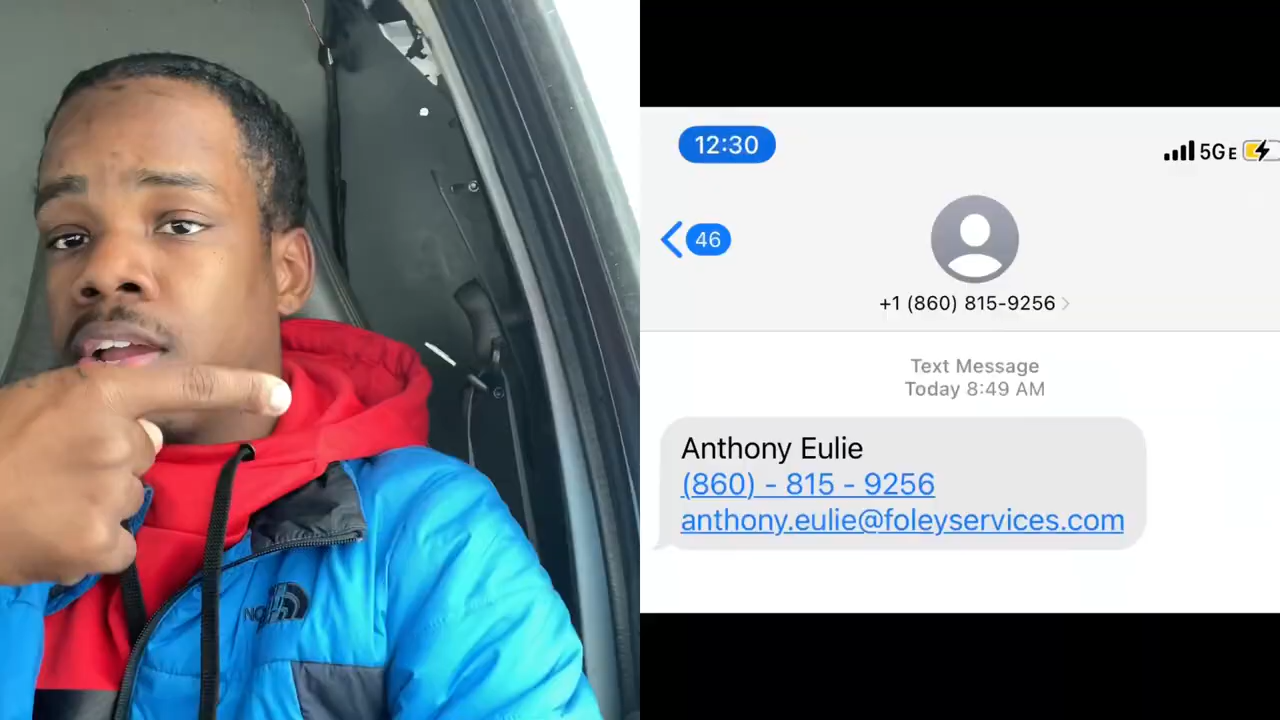 12:30
5GE
46
+1 (860) 815-9256
Text Message
Today 8:49 AM
Anthony Eulie
(860) - 815 - 9256
anthony.eulie@foleyservices.com